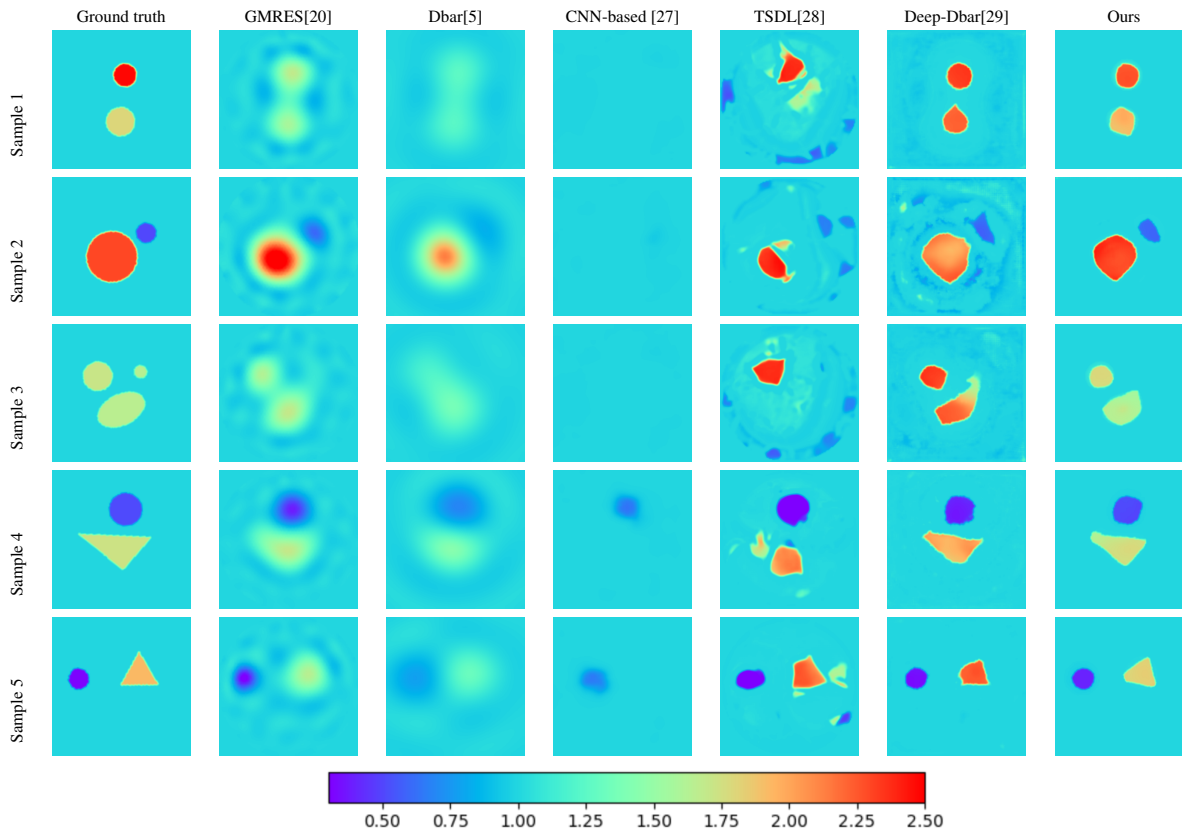 Ground truth GMRES[20] Dbar[5] CNN-based [27] TSDL[28] Deep-Dbar[29] Ours
Sample 1
Sample 2
Sample 3
Sample 4
Sample 5
0.50 0.75 1.00 1.25 1.50 1.75 2.00 2.25 2.50